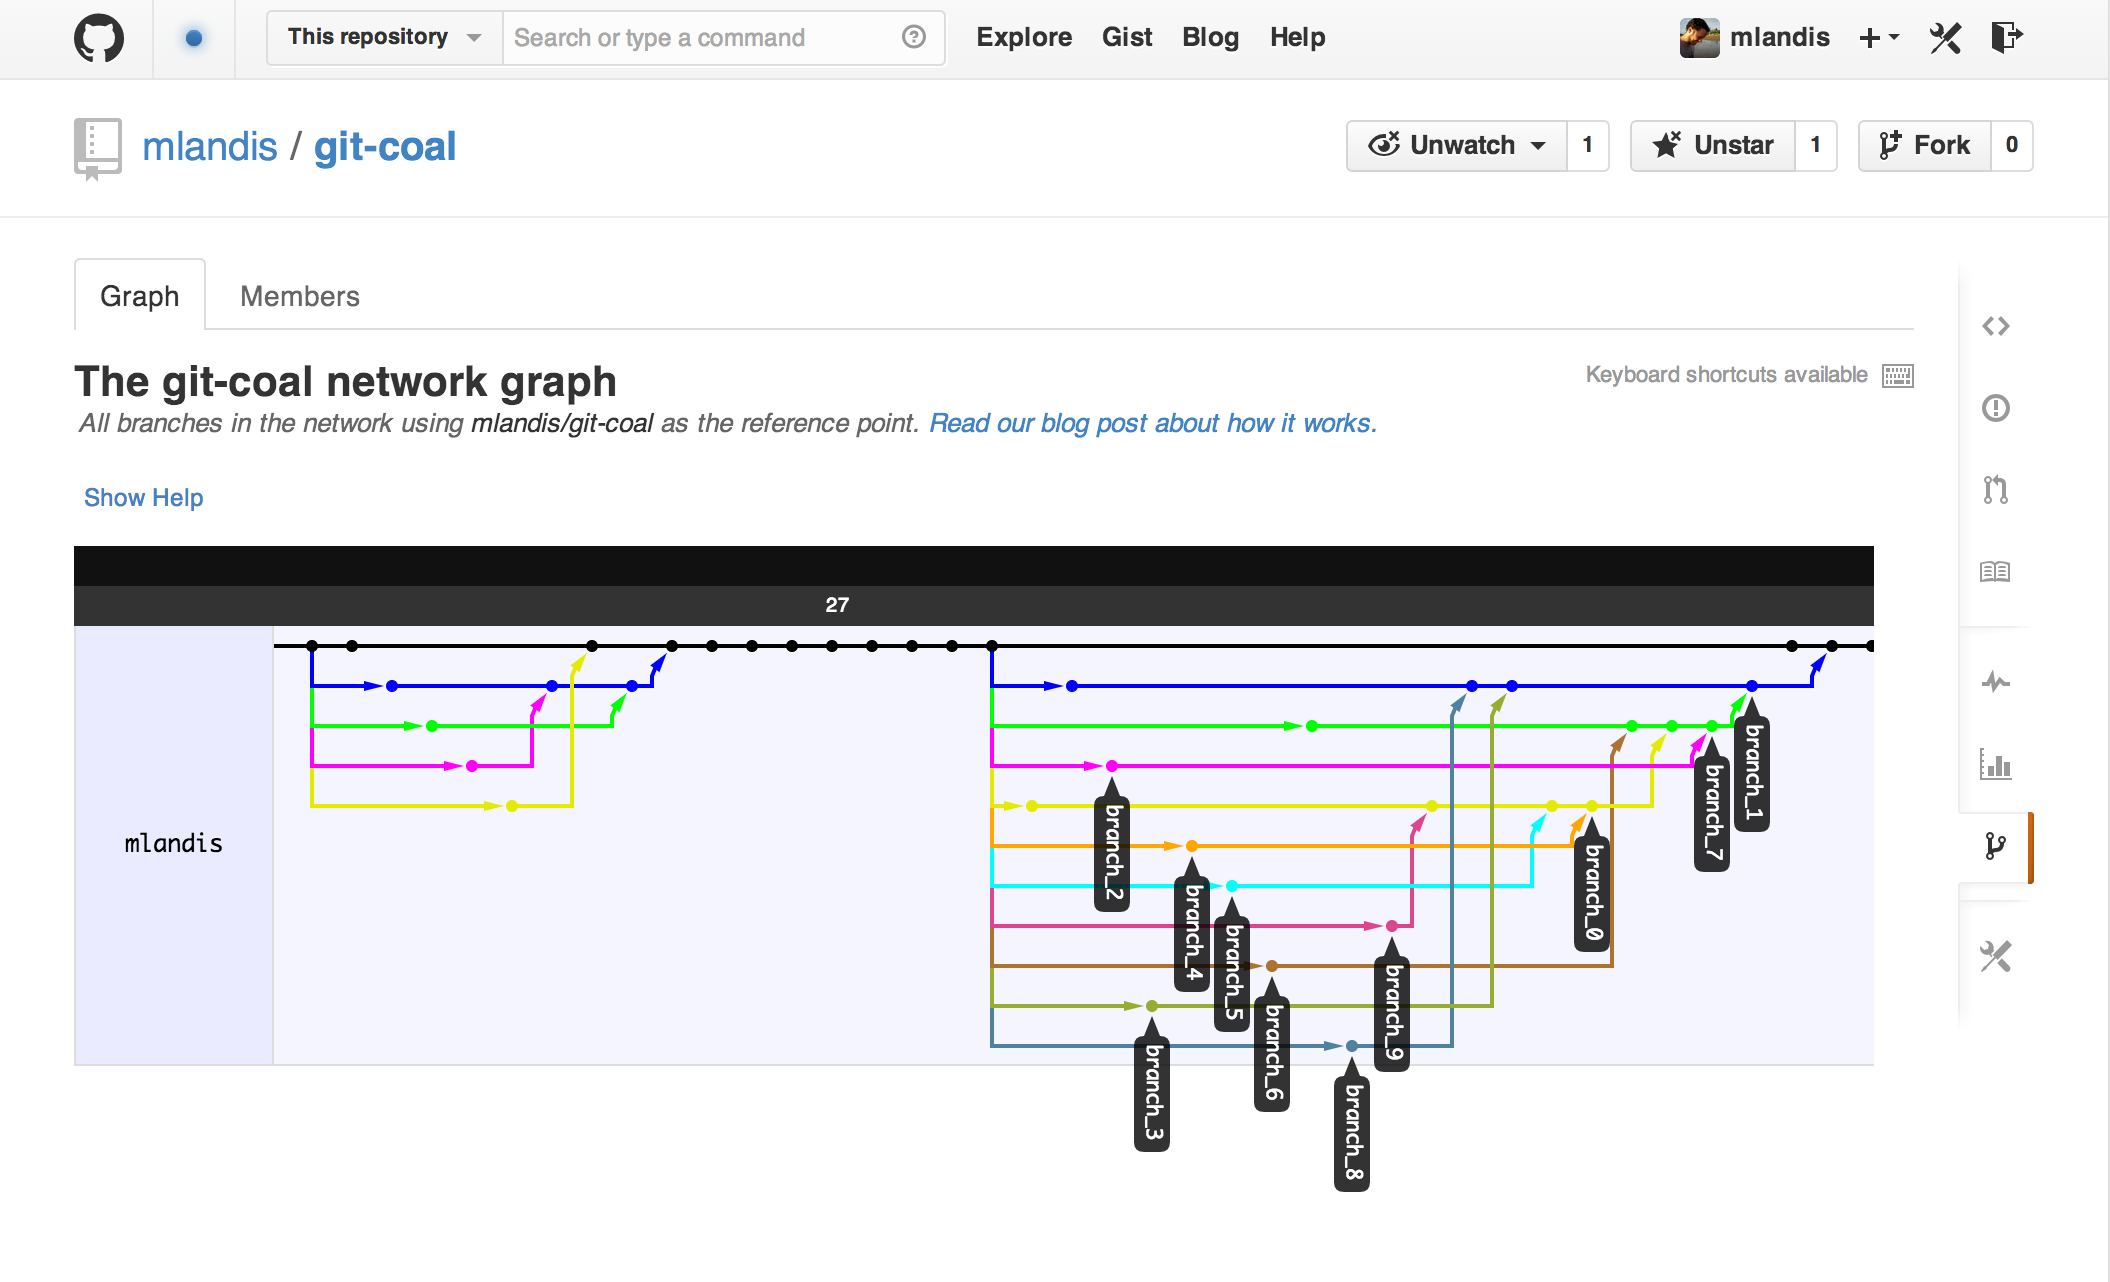 This repository Search or type a command Explore Gist Blog Help mlandis
mlandis / git-coal Unwatch 1 Unstar 1 Fork 0
Graph Members
The git-coal network graph
Keyboard shortcuts available
All branches in the network using mlandis/git-coal as the reference point. Read our blog post about how it works.
Show Help
27
mlandis
branch_2
branch_4
branch_5
branch_3
branch_6
branch_8
branch_9
branch_0
branch_7
branch_1